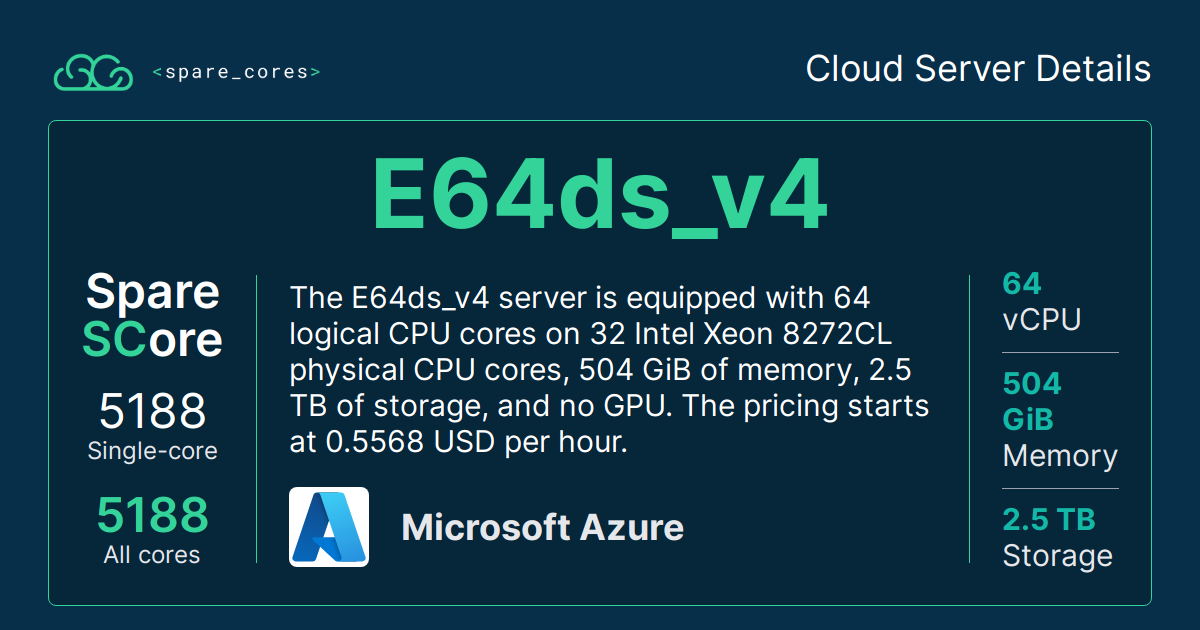 <spare_cores>
Cloud Server Details
E64ds_v4
Spare
SCore
5188
Single-core
5188
All cores
The E64ds_v4 server is equipped with 64
logical CPU cores on 32 Intel Xeon 8272CL
physical CPU cores, 504 GiB of memory, 2.5
TB of storage, and no GPU. The pricing starts
at 0.5568 USD per hour.
Microsoft Azure
64
vCPU
504
GiB
Memory
2.5 TB
Storage